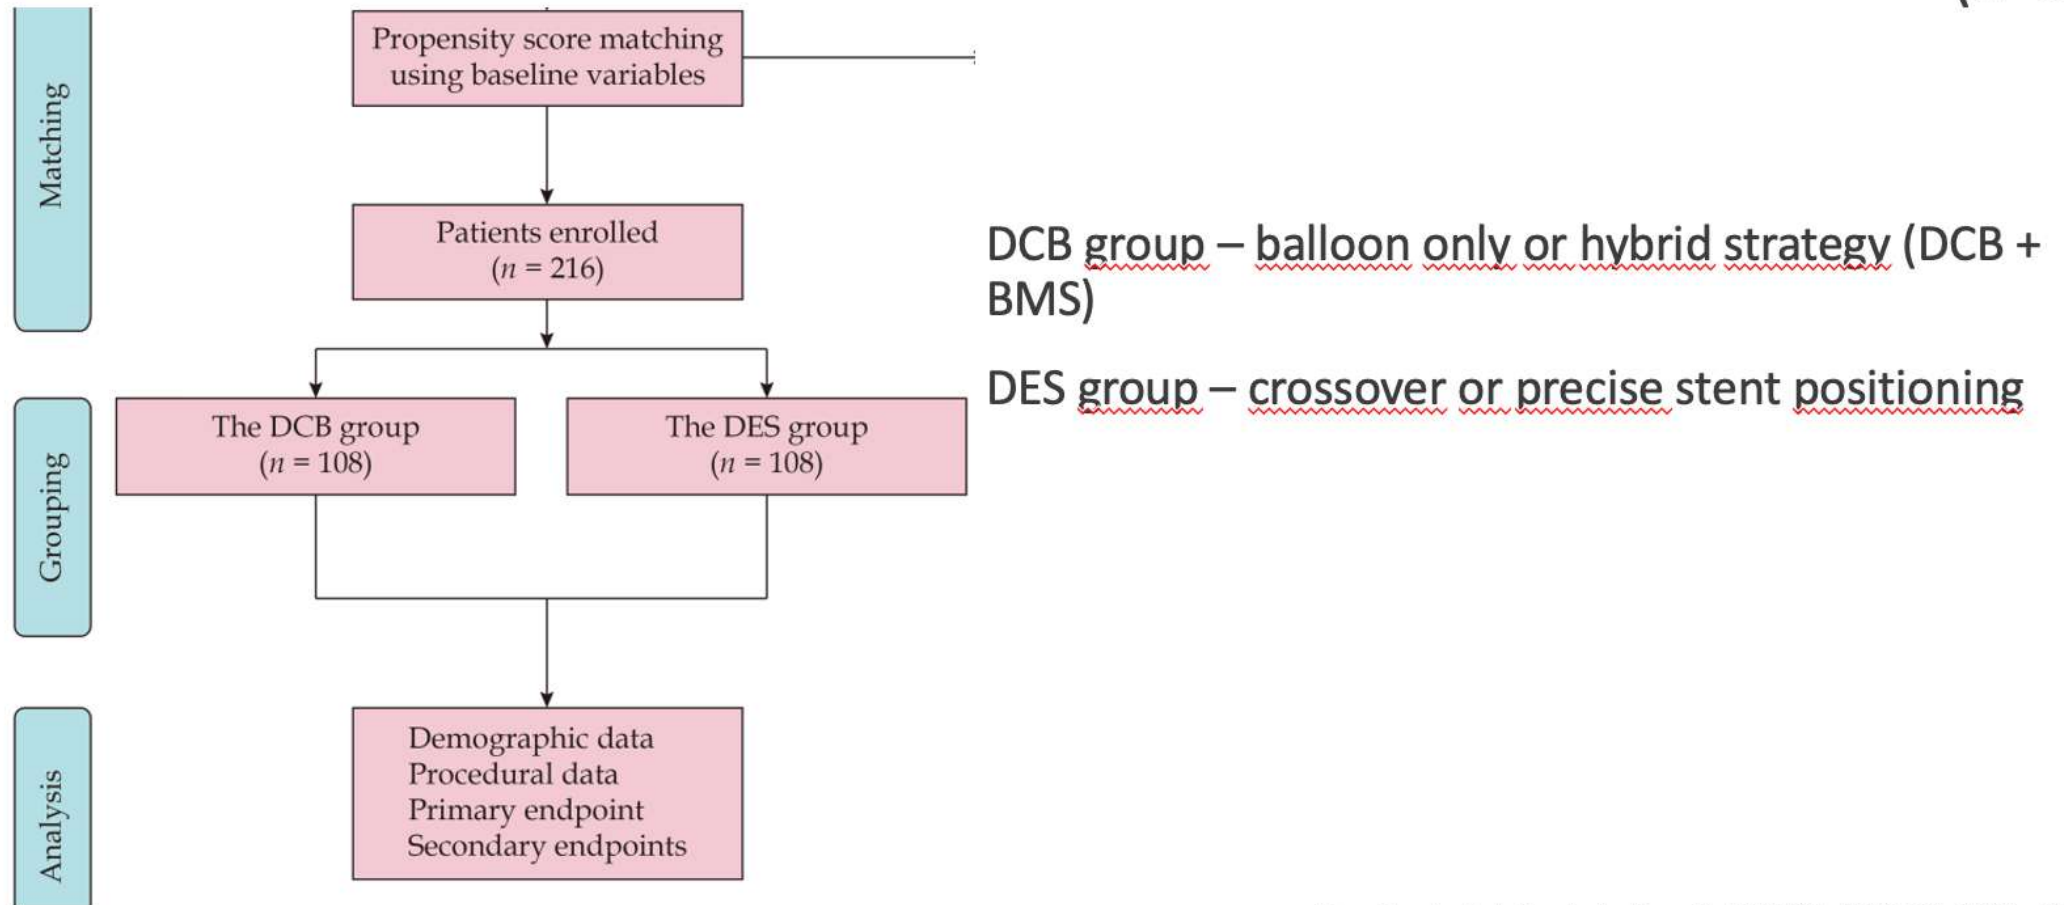 Matching
Propensity score matching
using baseline variables
Patients enrolled
(n = 216)
DCB group – balloon only or hybrid strategy (DCB +
BMS)
DES group – crossover or precise stent positioning
Grouping
The DCB group
(n = 108)
The DES group
(n = 108)
Analysis
Demographic data
Procedural data
Primary endpoint
Secondary endpoints